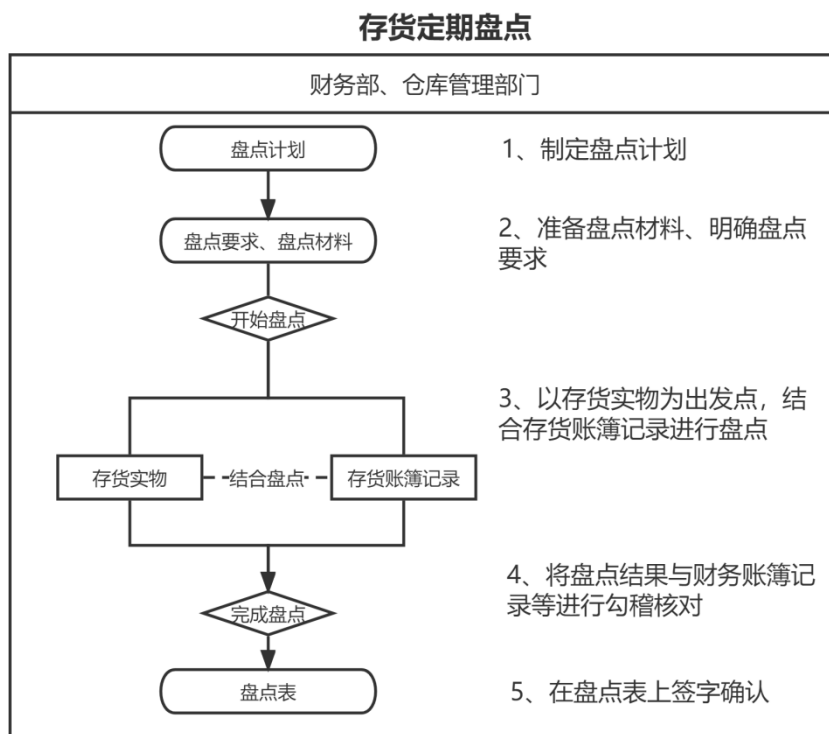 存货定期盘点
财务部、仓库管理部门
盘点计划
1、制定盘点计划
盘点要求、盘点材料
2、准备盘点材料、明确盘点
要求
开始盘点
3、以存货实物为出发点，结
合存货账簿记录进行盘点
存货实物
结合盘点
存货账簿记录
4、将盘点结果与财务账簿记
录等进行勾稽核对
完成盘点
盘点表
5、在盘点表上签字确认